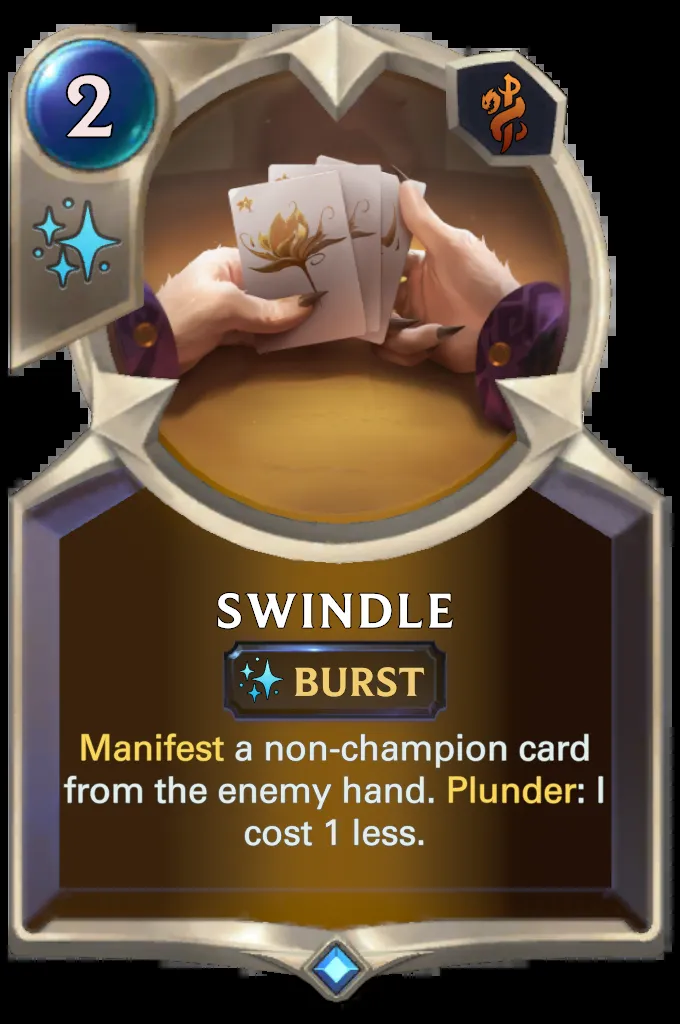 2
SWINDLE
BURST
Manifest a non-champion card
from the enemy hand. Plunder: I
cost 1 less.